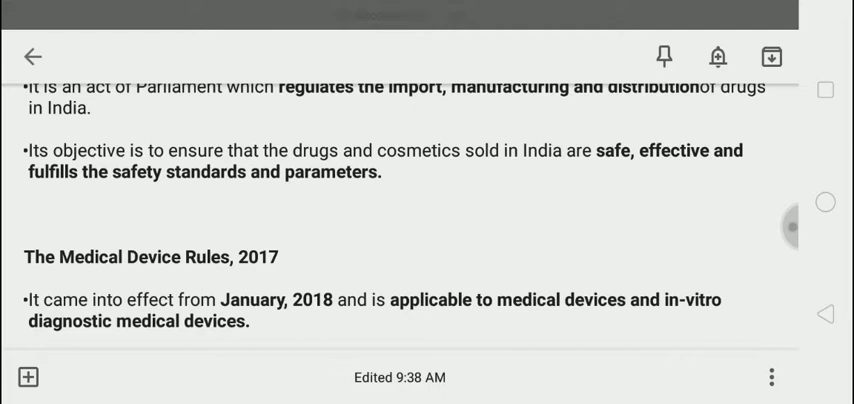 •It is an act of Parliament which regulates the import, manufacturing and distributionof drugs
in India.
•Its objective is to ensure that the drugs and cosmetics sold in India are safe, effective and
fulfills the safety standards and parameters.
The Medical Device Rules, 2017
•It came into effect from January, 2018 and is applicable to medical devices and in-vitro
diagnostic medical devices.
Edited 9:38 AM